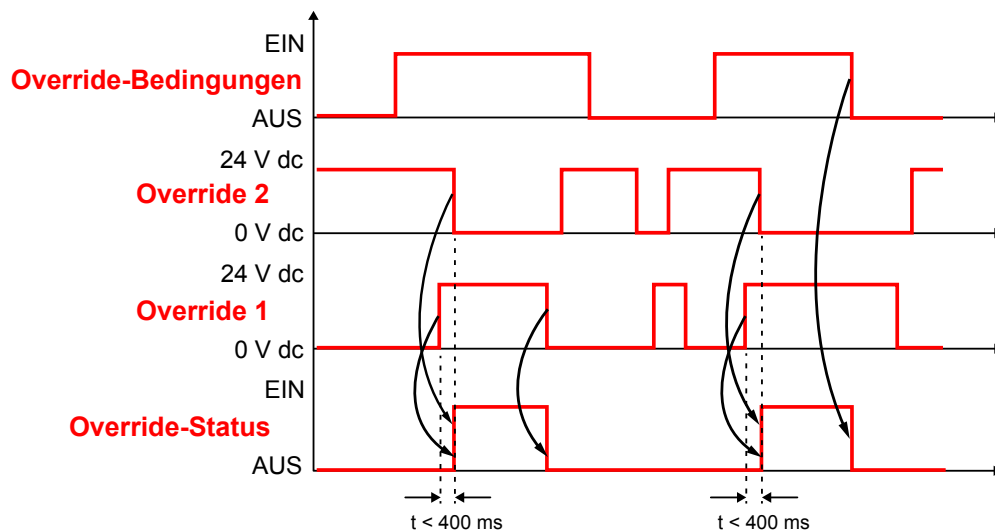 EIN
Override-Bedingungen
AUS
24 V dc
Override 2
0 V dc
24 V dc
Override 1
0 V dc
EIN
Override-Status
AUS
t < 400 ms
t < 400 ms